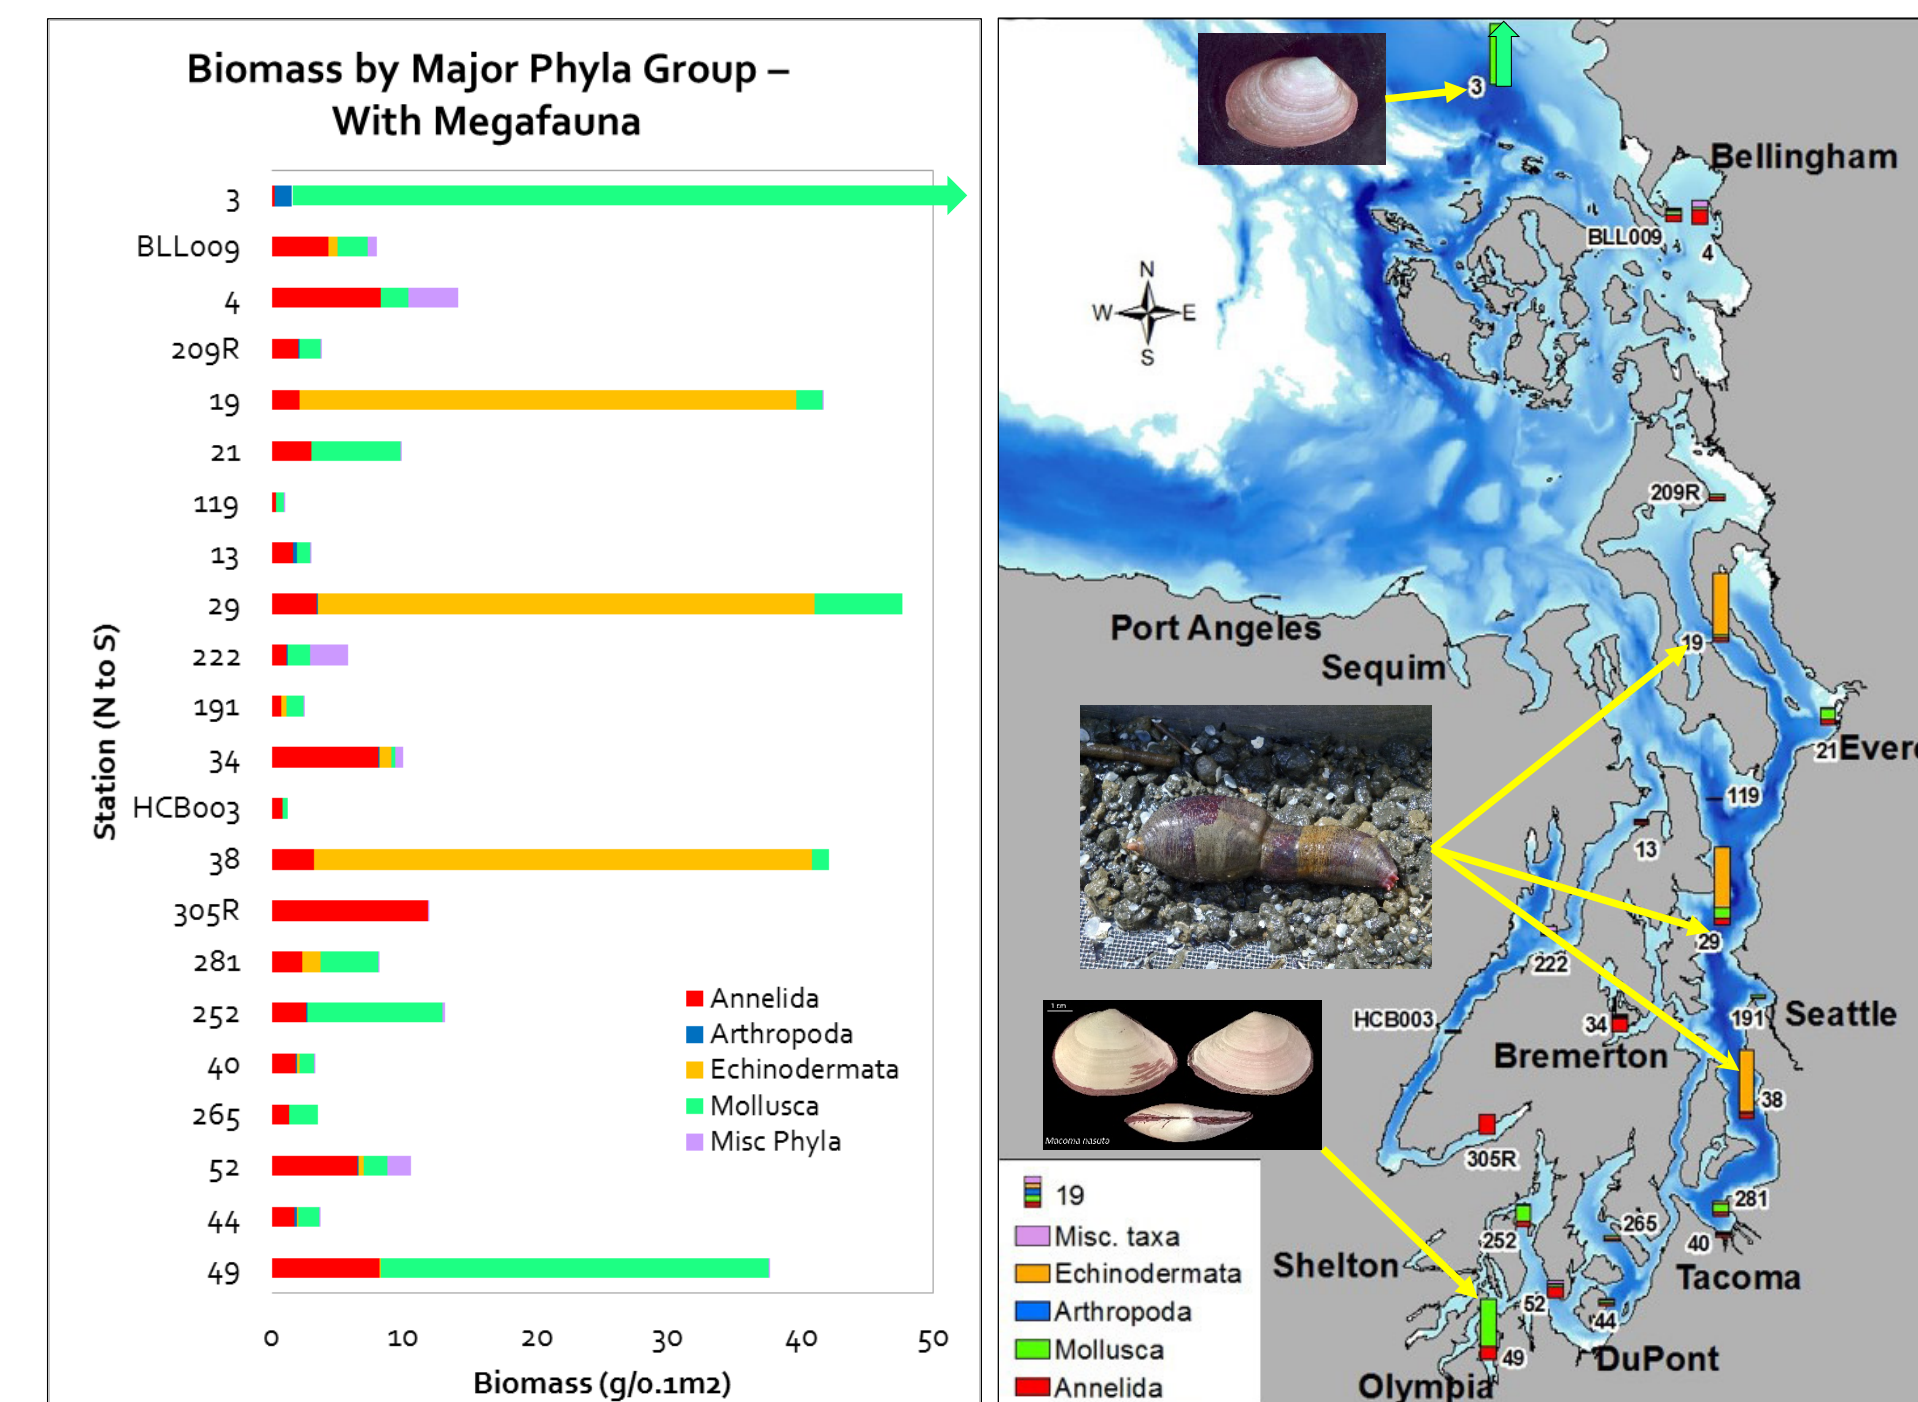 Biomass by Major Phyla Group –
With Megafauna
Station (N to S)
3
BLL009
4
209R
19
21
119
13
29
222
191
34
HCB003
38
305R
281
252
40
265
52
44
49
Annelida
Arthropoda
Echinodermata
Mollusca
Misc Phyla
0 10 20 30 40 50
Biomass (g/0.1m2)
3
Bellingham
BLL009
4
N
W E
S
209R
Port Angeles
19
Sequim
21 Ever
119
13
29
222
HCB003
34
191 Seattle
Bremerton
38
1 cm
Macoma nasuta
305R
281
265
252
40
Shelton
Tacoma
52
44
49
DuPont
Olympia
19
Misc. taxa
Echinodermata
Arthropoda
Mollusca
Annelida